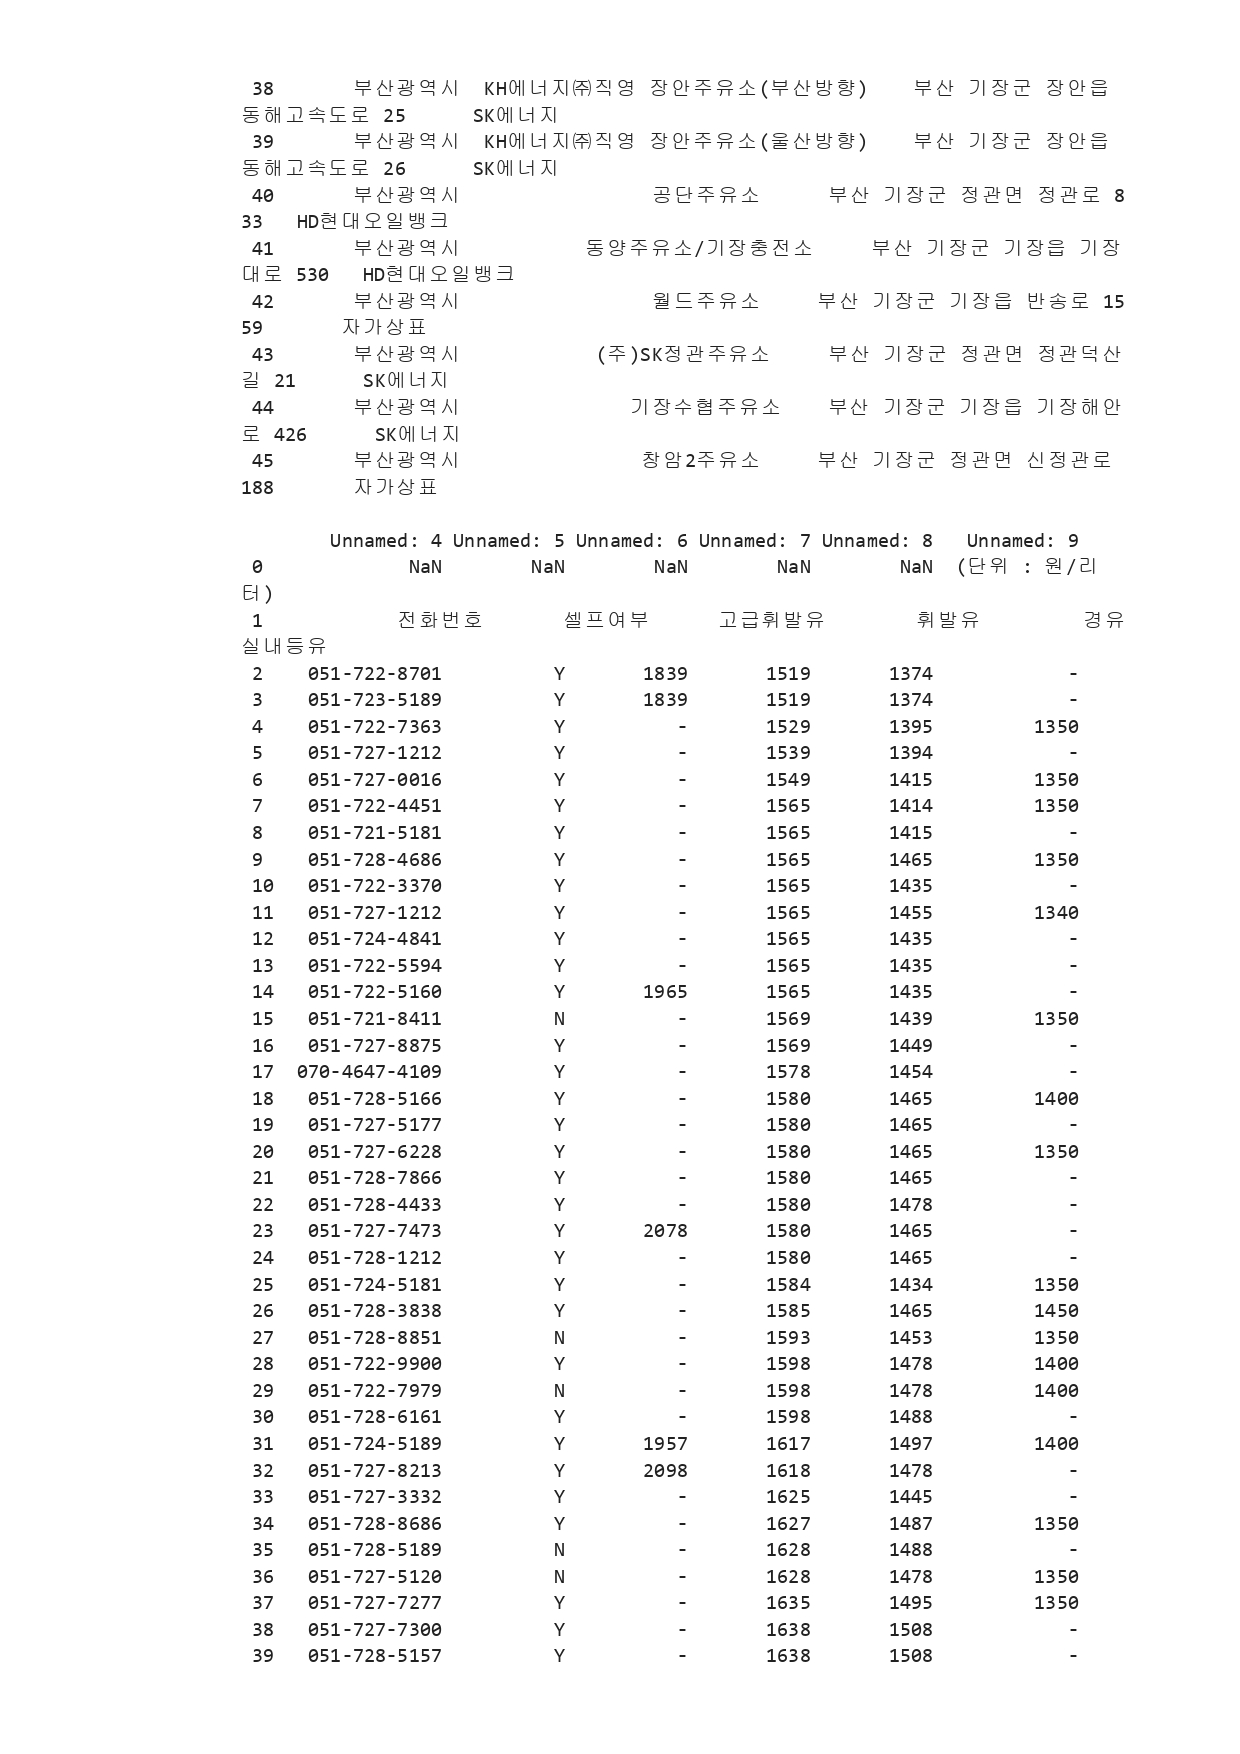 38 부산광역시 KH에너지㈜직영 장안주유소(부산방향) 부산 기장군 장안읍
동해고속도로 25 SK에너지
39 부산광역시 KH에너지㈜직영 장안주유소(울산방향) 부산 기장군 장안읍
동해고속도로 26 SK에너지
40 부산광역시 공단주유소 부산 기장군 정관면 정관로 8
33 HD현대오일뱅크
41 부산광역시 동양주유소/기장충전소 부산 기장군 기장읍 기장
대로 530 HD현대오일뱅크
42 부산광역시 월드주유소 부산 기장군 기장읍 반송로 15
59 자가상표
43 부산광역시 (주)SK정관주유소 부산 기장군 정관면 정관덕산
길 21 SK에너지
44 부산광역시 기장수협주유소 부산 기장군 기장읍 기장해안
로 426 SK에너지
45 부산광역시 창암2주유소 부산 기장군 정관면 신정관로
188 자가상표
Unnamed: 4 Unnamed: 5 Unnamed: 6 Unnamed: 7 Unnamed: 8 Unnamed: 9
0 NaN NaN NaN NaN NaN (단위 : 원/리
터)
1 전화번호 셀프여부 고급휘발유 휘발유 경유
실내등유
2 051-722-8701 Y 1839 1519 1374 -
3 051-723-5189 Y 1839 1519 1374 -
4 051-722-7363 Y - 1529 1395 1350
5 051-727-1212 Y - 1539 1394 -
6 051-727-0016 Y - 1549 1415 1350
7 051-722-4451 Y - 1565 1414 1350
8 051-721-5181 Y - 1565 1415 -
9 051-728-4686 Y - 1565 1465 1350
10 051-722-3370 Y - 1565 1435 -
11 051-727-1212 Y - 1565 1455 1340
12 051-724-4841 Y - 1565 1435 -
13 051-722-5594 Y - 1565 1435 -
14 051-722-5160 Y 1965 1565 1435 -
15 051-721-8411 N - 1569 1439 1350
16 051-727-8875 Y - 1569 1449 -
17 070-4647-4109 Y - 1578 1454 -
18 051-728-5166 Y - 1580 1465 1400
19 051-727-5177 Y - 1580 1465 -
20 051-727-6228 Y - 1580 1465 1350
21 051-728-7866 Y - 1580 1465 -
22 051-728-4433 Y - 1580 1478 -
23 051-727-7473 Y 2078 1580 1465 -
24 051-728-1212 Y - 1580 1465 -
25 051-724-5181 Y - 1584 1434 1350
26 051-728-3838 Y - 1585 1465 1450
27 051-728-8851 N - 1593 1453 1350
28 051-722-9900 Y - 1598 1478 1400
29 051-722-7979 N - 1598 1478 1400
30 051-728-6161 Y - 1598 1488 -
31 051-724-5189 Y 1957 1617 1497 1400
32 051-727-8213 Y 2098 1618 1478 -
33 051-727-3332 Y - 1625 1445 -
34 051-728-8686 Y - 1627 1487 1350
35 051-728-5189 N - 1628 1488 -
36 051-727-5120 N - 1628 1478 1350
37 051-727-7277 Y - 1635 1495 1350
38 051-727-7300 Y - 1638 1508 -
39 051-728-5157 Y - 1638 1508 -